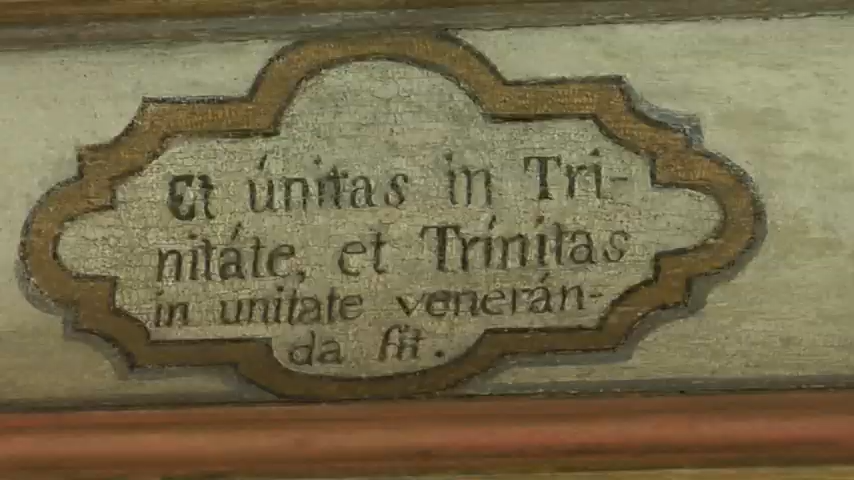 Et únitas in Tri-
nitáte, et Trínitas
in unitate venerán-
da sit.